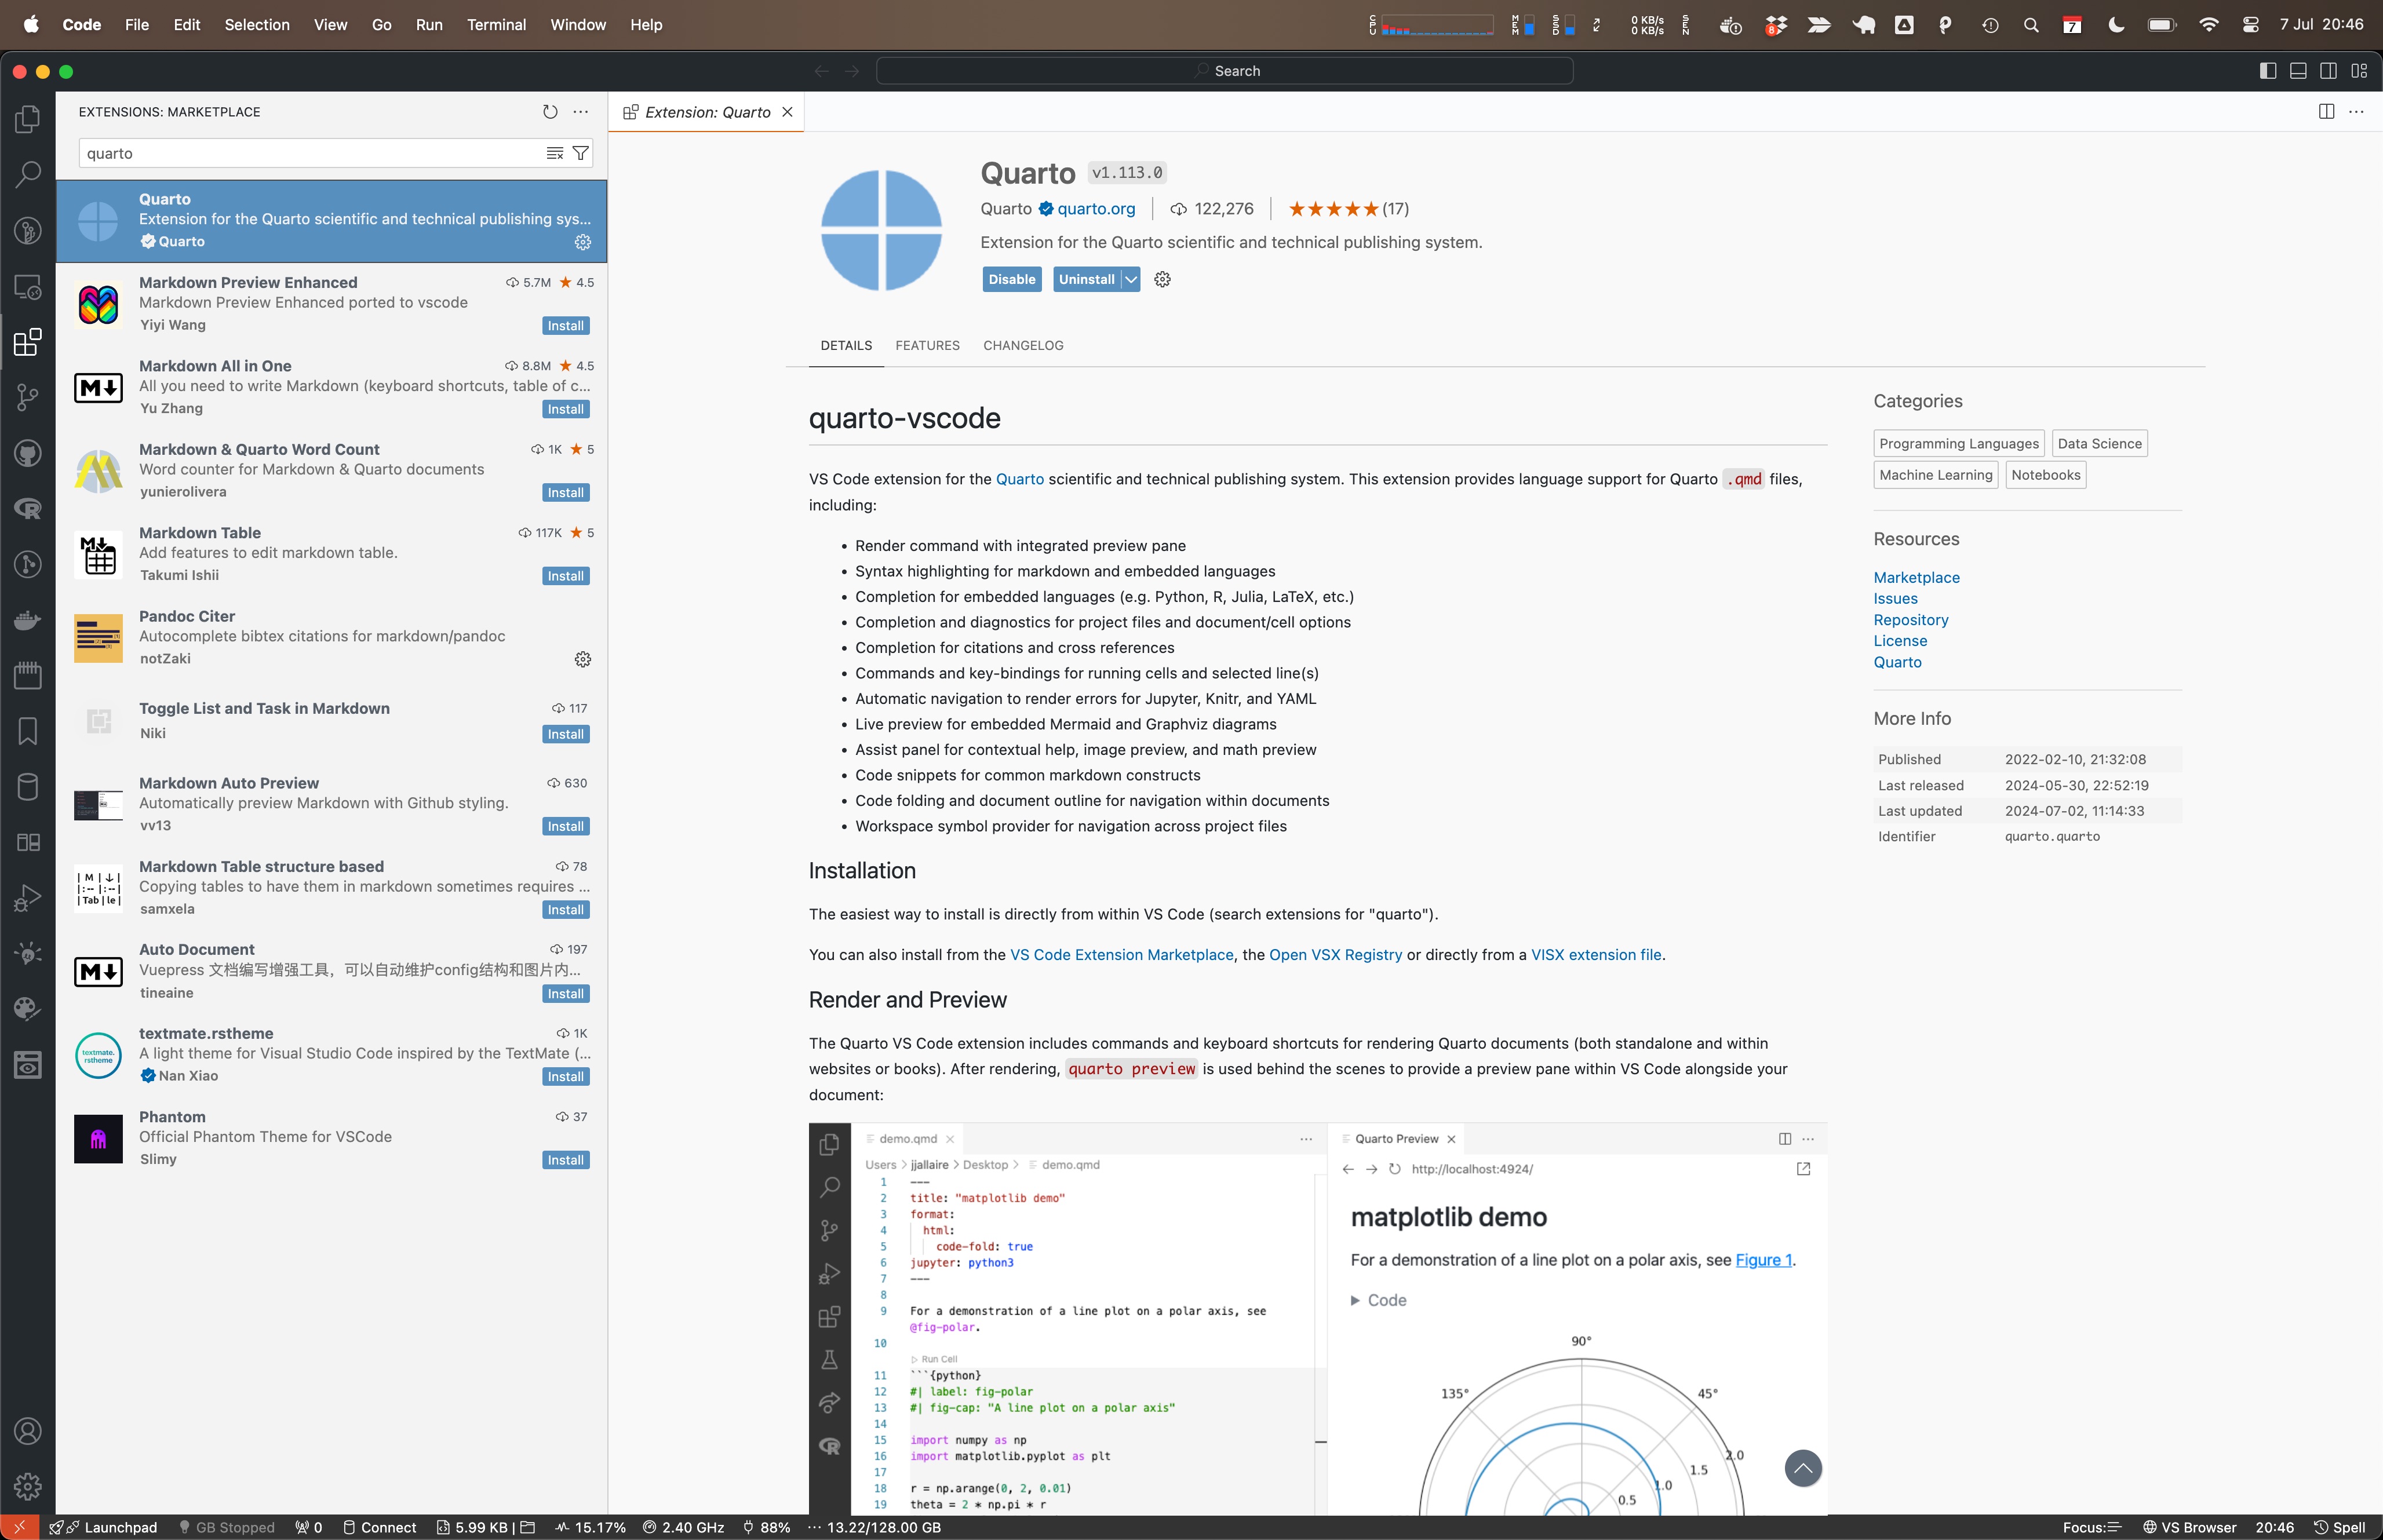 Code File Edit Selection View Go Run Terminal Window Help
CPU MEM SSD 0 KB/s 0 KB/s SEN 8 7 7 Jul 20:46
Search
EXTENSIONS: MARKETPLACE
quarto
Quarto
Extension for the Quarto scientific and technical publishing sys...
Quarto
Markdown Preview Enhanced 5.7M 4.5
Markdown Preview Enhanced ported to vscode
Yiyi Wang Install
Markdown All in One 8.8M 4.5
All you need to write Markdown (keyboard shortcuts, table of c...
Yu Zhang Install
Markdown & Quarto Word Count 1K 5
Word counter for Markdown & Quarto documents
yunierolivera Install
Markdown Table 117K 5
Add features to edit markdown table.
Takumi Ishii Install
Pandoc Citer
Autocomplete bibtex citations for markdown/pandoc
notZaki
Toggle List and Task in Markdown 117
Niki Install
Markdown Auto Preview 630
Automatically preview Markdown with Github styling.
vv13 Install
Markdown Table structure based 78
Copying tables to have them in markdown sometimes requires ...
samxela Install
Auto Document 197
Vuepress 文档编写增强工具，可以自动维护config结构和图片内...
tineaine Install
textmate.rstheme 1K
A light theme for Visual Studio Code inspired by the TextMate (...
Nan Xiao Install
Phantom 37
Official Phantom Theme for VSCode
Slimy Install
Extension: Quarto
Quarto v1.113.0
Quarto quarto.org 122,276 ★★★★★(17)
Extension for the Quarto scientific and technical publishing system.
Disable Uninstall
DETAILS FEATURES CHANGELOG
quarto-vscode
VS Code extension for the Quarto scientific and technical publishing system. This extension provides language support for Quarto .qmd files,
including:
• Render command with integrated preview pane
• Syntax highlighting for markdown and embedded languages
• Completion for embedded languages (e.g. Python, R, Julia, LaTeX, etc.)
• Completion and diagnostics for project files and document/cell options
• Completion for citations and cross references
• Commands and key-bindings for running cells and selected line(s)
• Automatic navigation to render errors for Jupyter, Knitr, and YAML
• Live preview for embedded Mermaid and Graphviz diagrams
• Assist panel for contextual help, image preview, and math preview
• Code snippets for common markdown constructs
• Code folding and document outline for navigation within documents
• Workspace symbol provider for navigation across project files
Installation
The easiest way to install is directly from within VS Code (search extensions for "quarto").
You can also install from the VS Code Extension Marketplace, the Open VSX Registry or directly from a VISX extension file.
Render and Preview
The Quarto VS Code extension includes commands and keyboard shortcuts for rendering Quarto documents (both standalone and within
websites or books). After rendering, quarto preview is used behind the scenes to provide a preview pane within VS Code alongside your
document:
demo.qmd
Users > jjallaire > Desktop > demo.qmd
1 ---
2 title: "matplotlib demo"
3 format:
4 html:
5 code-fold: true
6 jupyter: python3
7 ---
8
9 For a demonstration of a line plot on a polar axis, see
@fig-polar.
10
Run Cell
11 ```{python}
12 #| label: fig-polar
13 #| fig-cap: "A line plot on a polar axis"
14
15 import numpy as np
16 import matplotlib.pyplot as plt
17
18 r = np.arange(0, 2, 0.01)
19 theta = 2 * np.pi * r
Quarto Preview
http://localhost:4924/
matplotlib demo
For a demonstration of a line plot on a polar axis, see Figure 1.
Code
90°
135° 45°
2.0
1.5
1.0
0.5
Categories
Programming Languages Data Science
Machine Learning Notebooks
Resources
Marketplace
Issues
Repository
License
Quarto
More Info
Published 2022-02-10, 21:32:08
Last released 2024-05-30, 22:52:19
Last updated 2024-07-02, 11:14:33
Identifier quarto.quarto
Launchpad GB Stopped 0 Connect 5.99 KB | 15.17% 2.40 GHz 88% 13.22/128.00 GB Focus: VS Browser 20:46 Spell